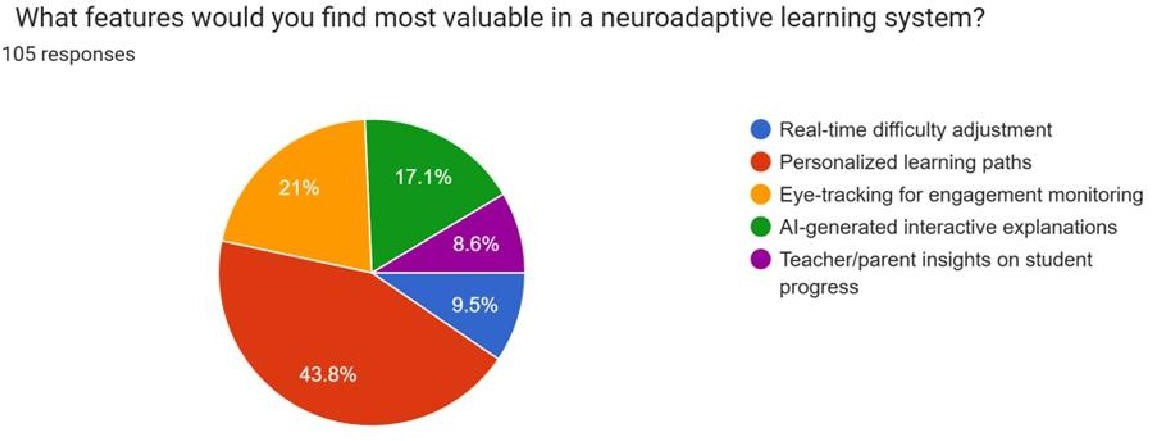 What features would you find most valuable in a neuroadaptive learning system?
105 responses
21%
17.1%
8.6%
9.5%
43.8%
Real-time difficulty adjustment
Personalized learning paths
Eye-tracking for engagement monitoring
AI-generated interactive explanations
Teacher/parent insights on student
progress